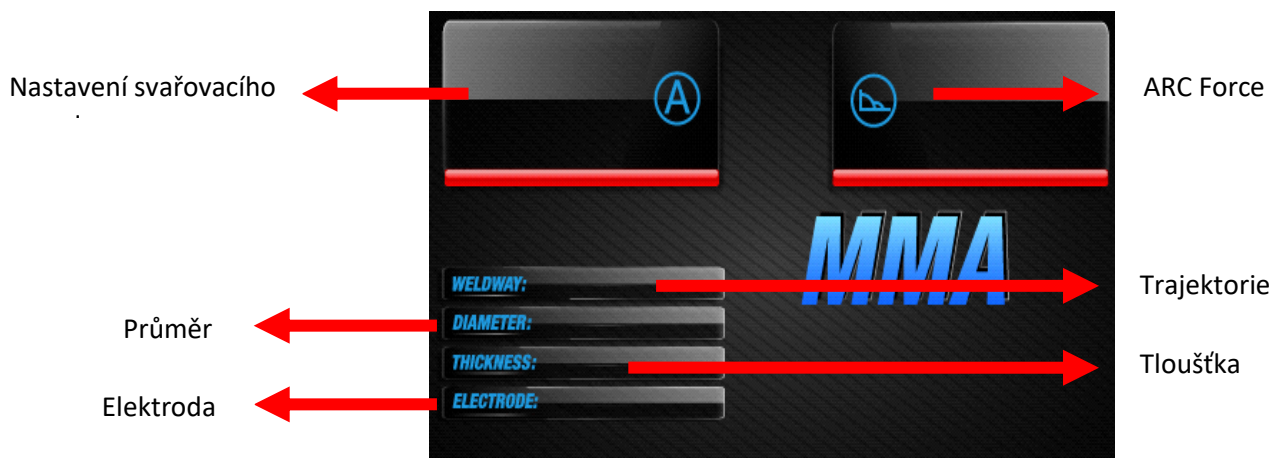 Nastavení svařovacího
A
ARC Force
MMA
WELDWAY:
Trajektorie
DIAMETER:
Průměr
THICKNESS:
Tloušťka
ELECTRODE:
Elektroda